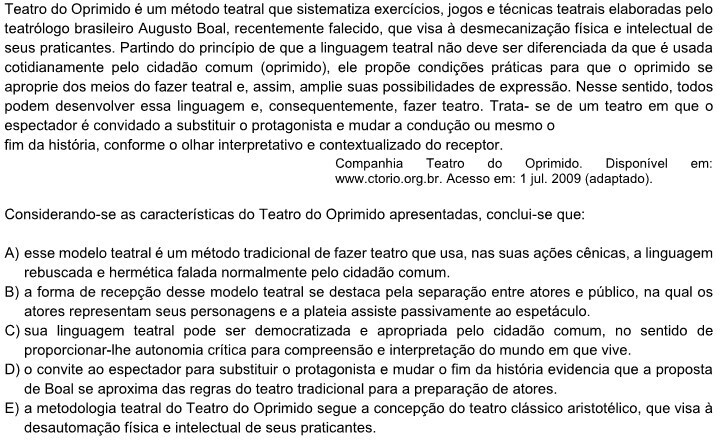 Teatro do Oprimido é um método teatral que sistematiza exercícios, jogos e técnicas teatrais elaboradas pelo
teatrólogo brasileiro Augusto Boal, recentemente falecido, que visa à desmecanização física e intelectual de
seus praticantes. Partindo do princípio de que a linguagem teatral não deve ser diferenciada da que é usada
cotidianamente pelo cidadão comum (oprimido), ele propõe condições práticas para que o oprimido se
aproprie dos meios do fazer teatral e, assim, amplie suas possibilidades de expressão. Nesse sentido, todos
podem desenvolver essa linguagem e, consequentemente, fazer teatro. Trata- se de um teatro em que o
espectador é convidado a substituir o protagonista e mudar a condução ou mesmo o
fim da história, conforme o olhar interpretativo e contextualizado do receptor.
Companhia Teatro do Oprimido. Disponível em:
www.ctorio.org.br. Acesso em: 1 jul. 2009 (adaptado).
Considerando-se as características do Teatro do Oprimido apresentadas, conclui-se que:
A) esse modelo teatral é um método tradicional de fazer teatro que usa, nas suas ações cênicas, a linguagem
rebuscada e hermética falada normalmente pelo cidadão comum.
B) a forma de recepção desse modelo teatral se destaca pela separação entre atores e público, na qual os
atores representam seus personagens e a plateia assiste passivamente ao espetáculo.
C) sua linguagem teatral pode ser democratizada e apropriada pelo cidadão comum, no sentido de
proporcionar-lhe autonomia crítica para compreensão e interpretação do mundo em que vive.
D) o convite ao espectador para substituir o protagonista e mudar o fim da história evidencia que a proposta
de Boal se aproxima das regras do teatro tradicional para a preparação de atores.
E) a metodologia teatral do Teatro do Oprimido segue a concepção do teatro clássico aristotélico, que visa à
desautomação física e intelectual de seus praticantes.